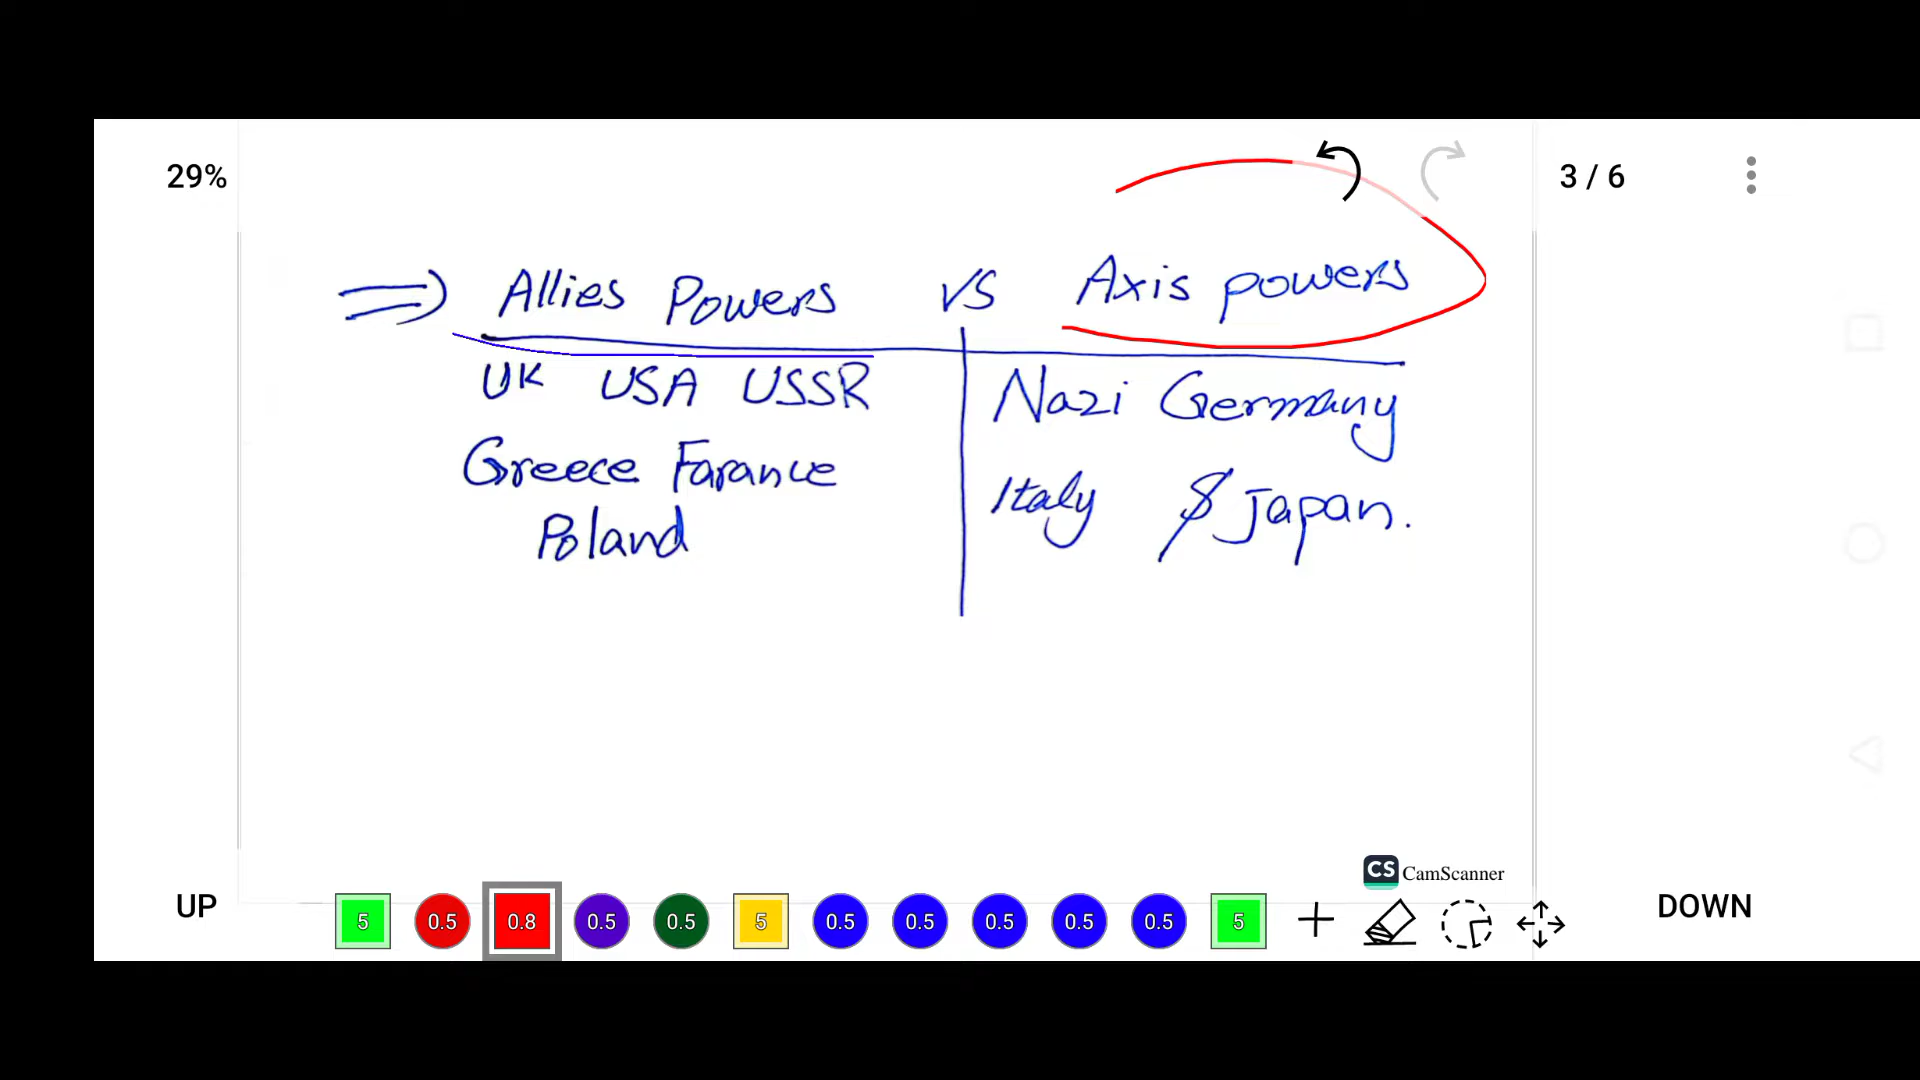 29% 3 / 6
⇒ Allies Powers vs Axis powers
UK USA USSR
Greece Farance
Poland
Nazi Germany
Italy & Japan.
CS CamScanner
UP 5 0.5 0.8 0.5 0.5 5 0.5 0.5 0.5 0.5 0.5 5 DOWN